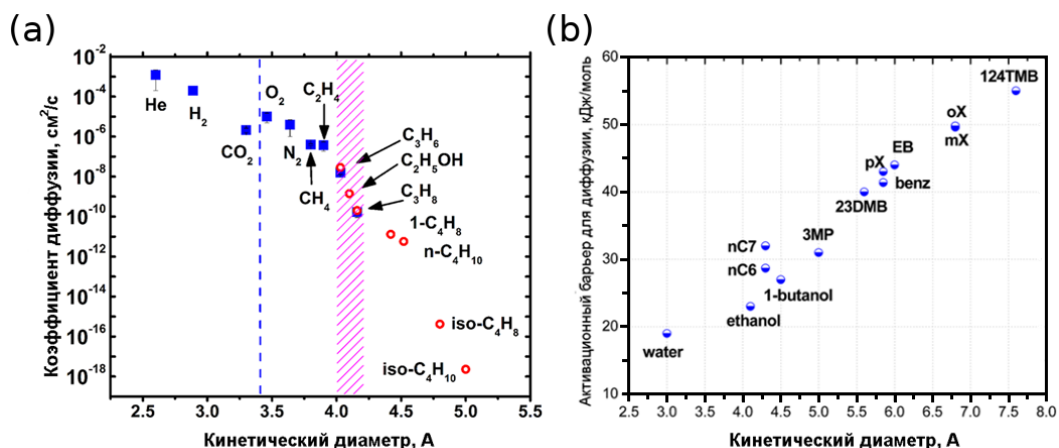 (a)
Коэффициент диффузии, см²/с
10⁻²
10⁻⁴
10⁻⁶
10⁻⁸
10⁻¹⁰
10⁻¹²
10⁻¹⁴
10⁻¹⁶
10⁻¹⁸
He
H₂
CO₂
O₂
N₂
C₂H₄
CH₄
C₃H₆
C₂H₅OH
C₃H₈
1-C₄H₈
n-C₄H₁₀
iso-C₄H₈
iso-C₄H₁₀
2.5 3.0 3.5 4.0 4.5 5.0 5.5
Кинетический диаметр, А
(b)
Активационный барьер для диффузии, кДж/моль
60
50
40
30
20
10
124TMB
oX
mX
EB
pX
benz
23DMB
3MP
nC7
nC6
1-butanol
ethanol
water
2.5 3.0 3.5 4.0 4.5 5.0 5.5 6.0 6.5 7.0 7.5 8.0
Кинетический диаметр, А